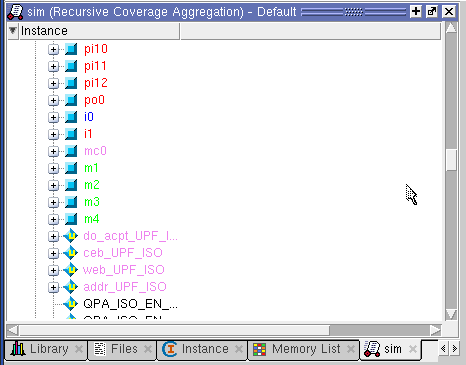 sim (Recursive Coverage Aggregation) - Default
Instance
pi10
pi11
pi12
po0
i0
i1
mc0
m1
m2
m3
m4
do_acpt_UPF_I...
ceb_UPF_ISO
web_UPF_ISO
addr_UPF_ISO
QPA_ISO_EN_...
QPA_ISO_EN_...
Library Files Instance Memory List sim